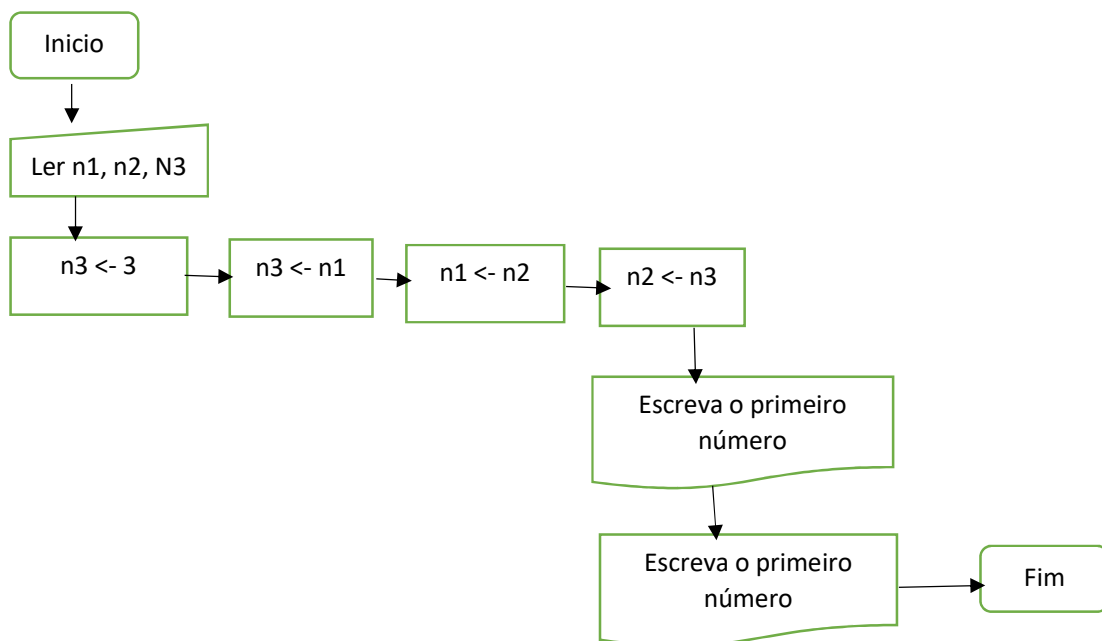 Inicio
Ler n1, n2, N3
n3 <- 3
n3 <- n1
n1 <- n2
n2 <- n3
Escreva o primeiro
número
Escreva o primeiro
número
Fim